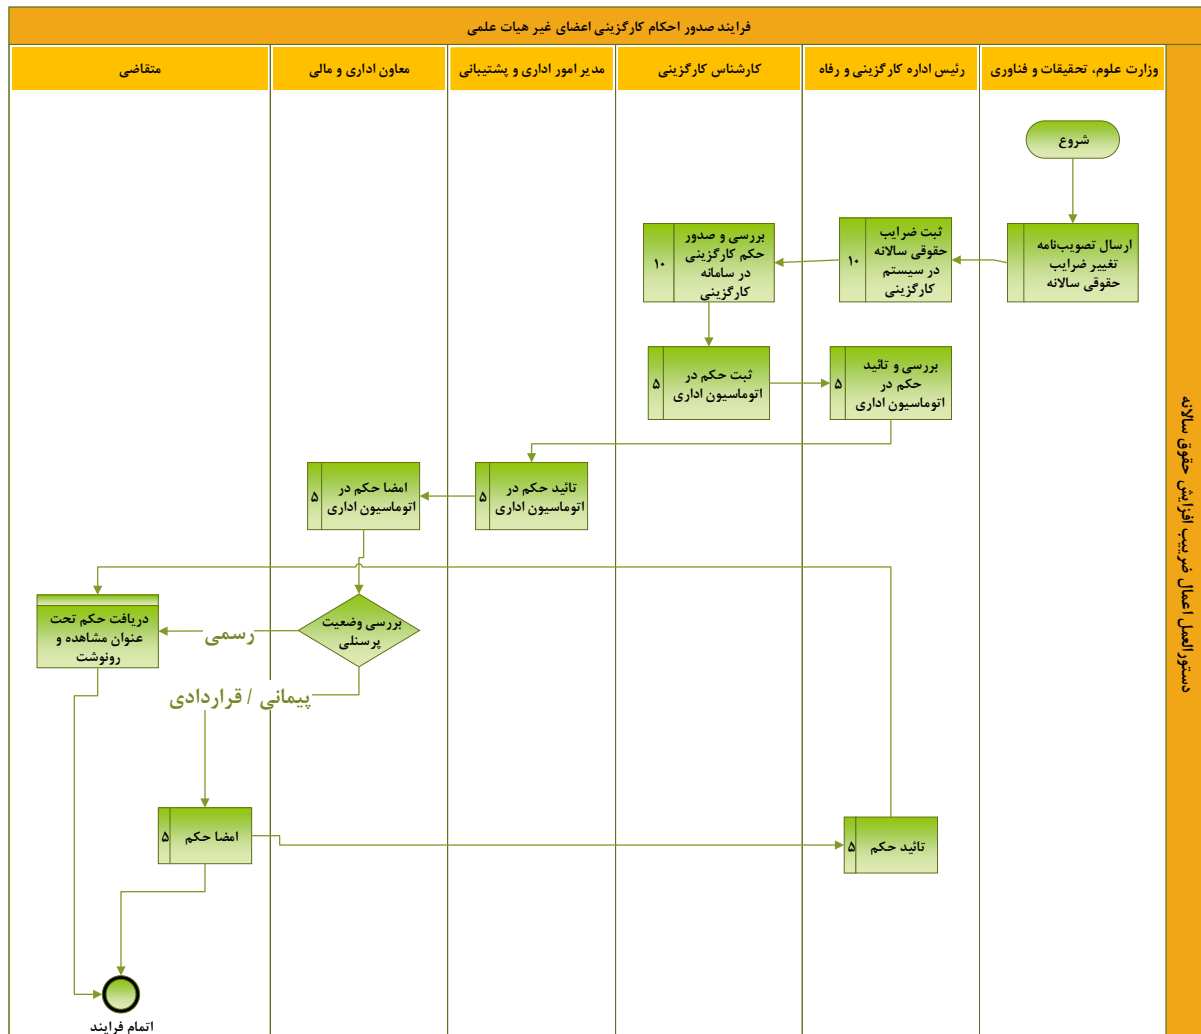 فرایند صدور احکام کارگزینی اعضای غیر هیات علمی
وزارت علوم، تحقیقات و فناوری
رئیس اداره کارگزینی و رفاه
کارشناس کارگزینی
مدیر امور اداری و پشتیبانی
معاون اداری و مالی
متقاضی
دستورالعمل اعمال ضریب افزایش حقوق سالانه
شروع
ارسال تصویب‌نامه
تغییر ضرایب
حقوقی سالانه
ثبت ضرایب
حقوقی سالانه
در سیستم
کارگزینی
۱۰
بررسی و صدور
حکم کارگزینی
در سامانه
کارگزینی
۱۰
ثبت حکم در
اتوماسیون اداری
۵
بررسی و تائید
حکم در
اتوماسیون اداری
۵
تائید حکم در
اتوماسیون اداری
۵
امضا حکم در
اتوماسیون اداری
۵
بررسی وضعیت
پرسنلی
رسمی
دریافت حکم تحت
عنوان مشاهده و
رونوشت
پیمانی / قراردادی
امضا حکم
۵
تائید حکم
۵
اتمام فرایند